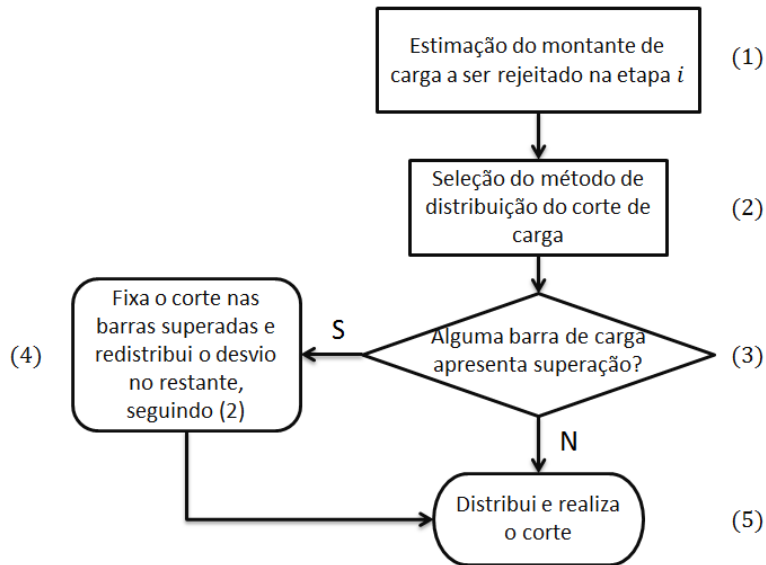 Estimação do montante de
carga a ser rejeitado na etapa i
(1)
Seleção do método de
distribuição do corte de
carga
(2)
Alguma barra de carga
apresenta superação?
(3)
S
Fixa o corte nas
barras superadas e
redistribui o desvio
no restante,
seguindo (2)
(4)
N
Distribui e realiza
o corte
(5)